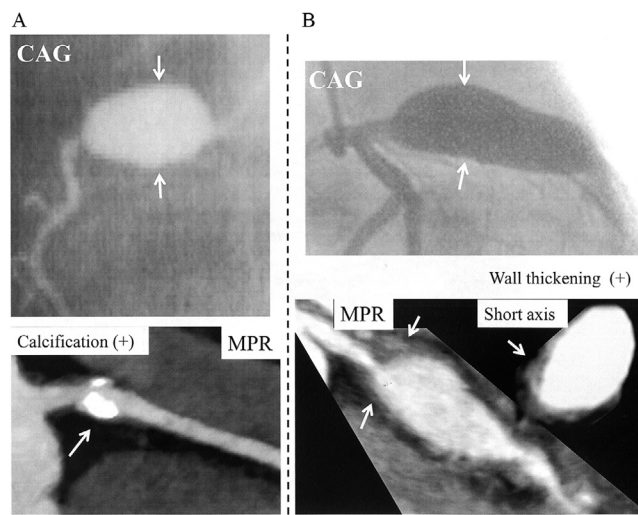 A
B
CAG
CAG
Wall thickening (+)
Calcification (+)
MPR
MPR
Short axis